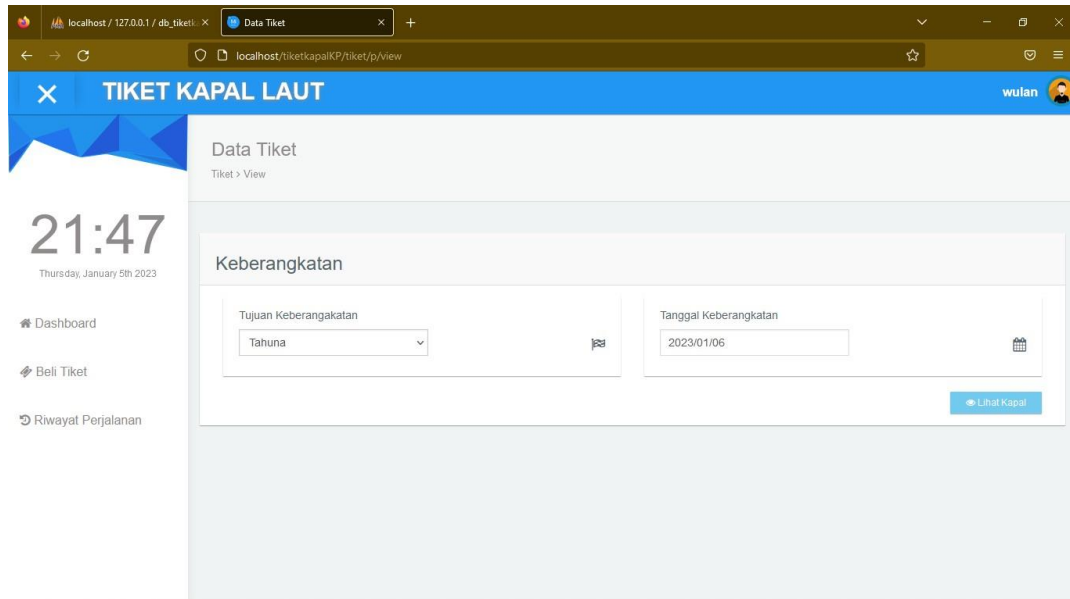 localhost / 127.0.0.1 / db_tiketk
Data Tiket
localhost/tiketkapalKP/tiket/p/view
TIKET KAPAL LAUT
wulan
Data Tiket
Tiket > View
21:47
Thursday, January 5th 2023
Dashboard
Beli Tiket
Riwayat Perjalanan
Keberangkatan
Tujuan Keberangakatan
Tahuna
Tanggal Keberangkatan
2023/01/06
Lihat Kapal